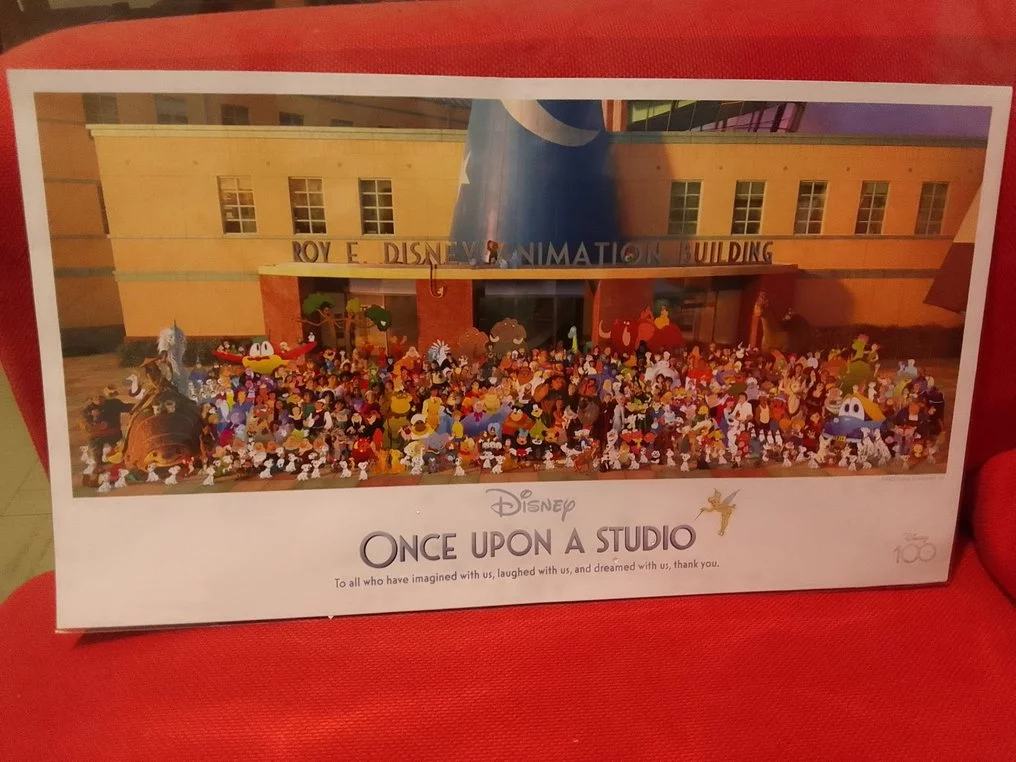 ROY E. DISNEY ANIMATION BUILDING
Disney
ONCE UPON A STUDIO
To all who have imagined with us, laughed with us, and dreamed with us, thank you.
Disney
100